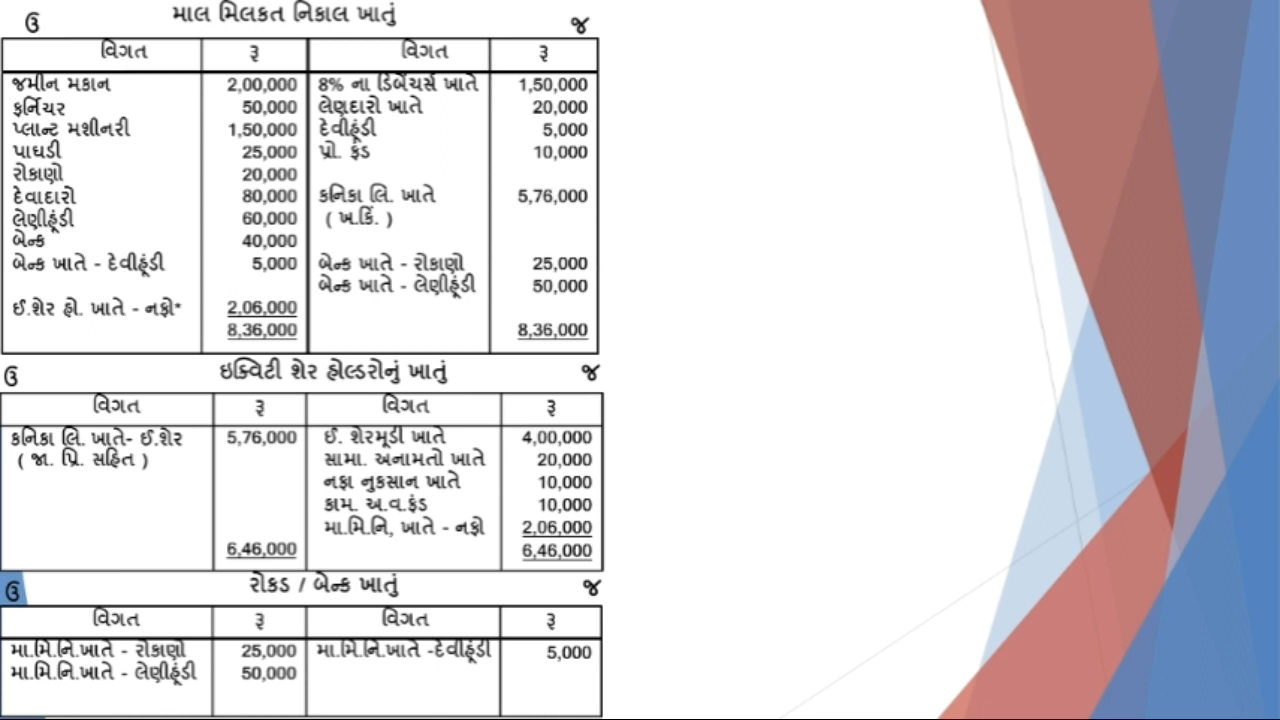 માલ મિલકત નિકાલ ખાતું
ઉ જ
વિગત રૂ વિગત રૂ
જમીન મકાન 2,00,000 8% ના ડિબેંચર્સ ખાતે 1,50,000
ફર્નિચર 50,000 લેણદારો ખાતે 20,000
પ્લાન્ટ મશીનરી 1,50,000 દેવીહૂંડી 5,000
પાઘડી 25,000 પ્રો. ફંડ 10,000
રોકાણો 20,000
દેવાદારો 80,000 કનિકા લિ. ખાતે 5,76,000
લેણીહૂંડી 60,000 ( ખ.કિં. )
બેન્ક 40,000
બેન્ક ખાતે - દેવીહૂંડી 5,000 બેન્ક ખાતે - રોકાણો 25,000
બેન્ક ખાતે - લેણીહૂંડી 50,000
ઈ.શેર હો. ખાતે - નફો* 2,06,000
8,36,000 8,36,000
ઉ ઇક્વિટી શેર હોલ્ડરોનું ખાતું જ
વિગત રૂ વિગત રૂ
કનિકા લિ. ખાતે- ઈ.શેર 5,76,000 ઈ. શેરમૂડી ખાતે 4,00,000
( જા. પ્રિ. સહિત ) સામા. અનામતો ખાતે 20,000
નફા નુકસાન ખાતે 10,000
કામ. અ.વ.ફંડ 10,000
મા.મિ.નિ, ખાતે - નફો 2,06,000
6,46,000 6,46,000
ઉ રોકડ / બેન્ક ખાતું જ
વિગત રૂ વિગત રૂ
મા.મિ.નિ.ખાતે - રોકાણો 25,000 મા.મિ.નિ.ખાતે -દેવીહૂંડી 5,000
મા.મિ.નિ.ખાતે - લેણીહૂંડી 50,000